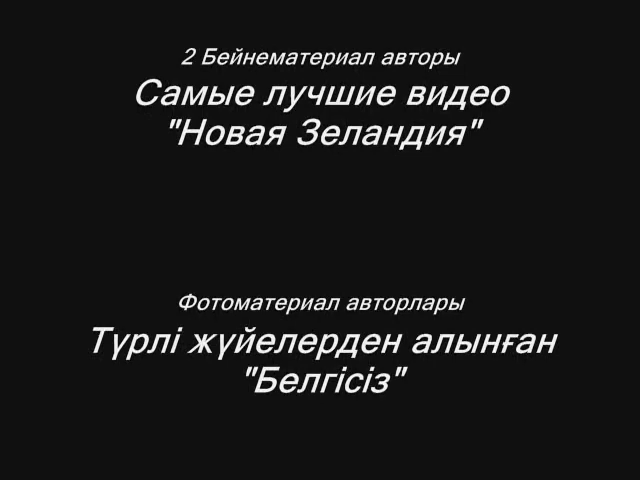 2 Бейнематериал авторы
Самые лучшие видео
"Новая Зеландия"
Фотоматериал авторлары
Түрлі жүйелерден алынған
"Белгісіз"